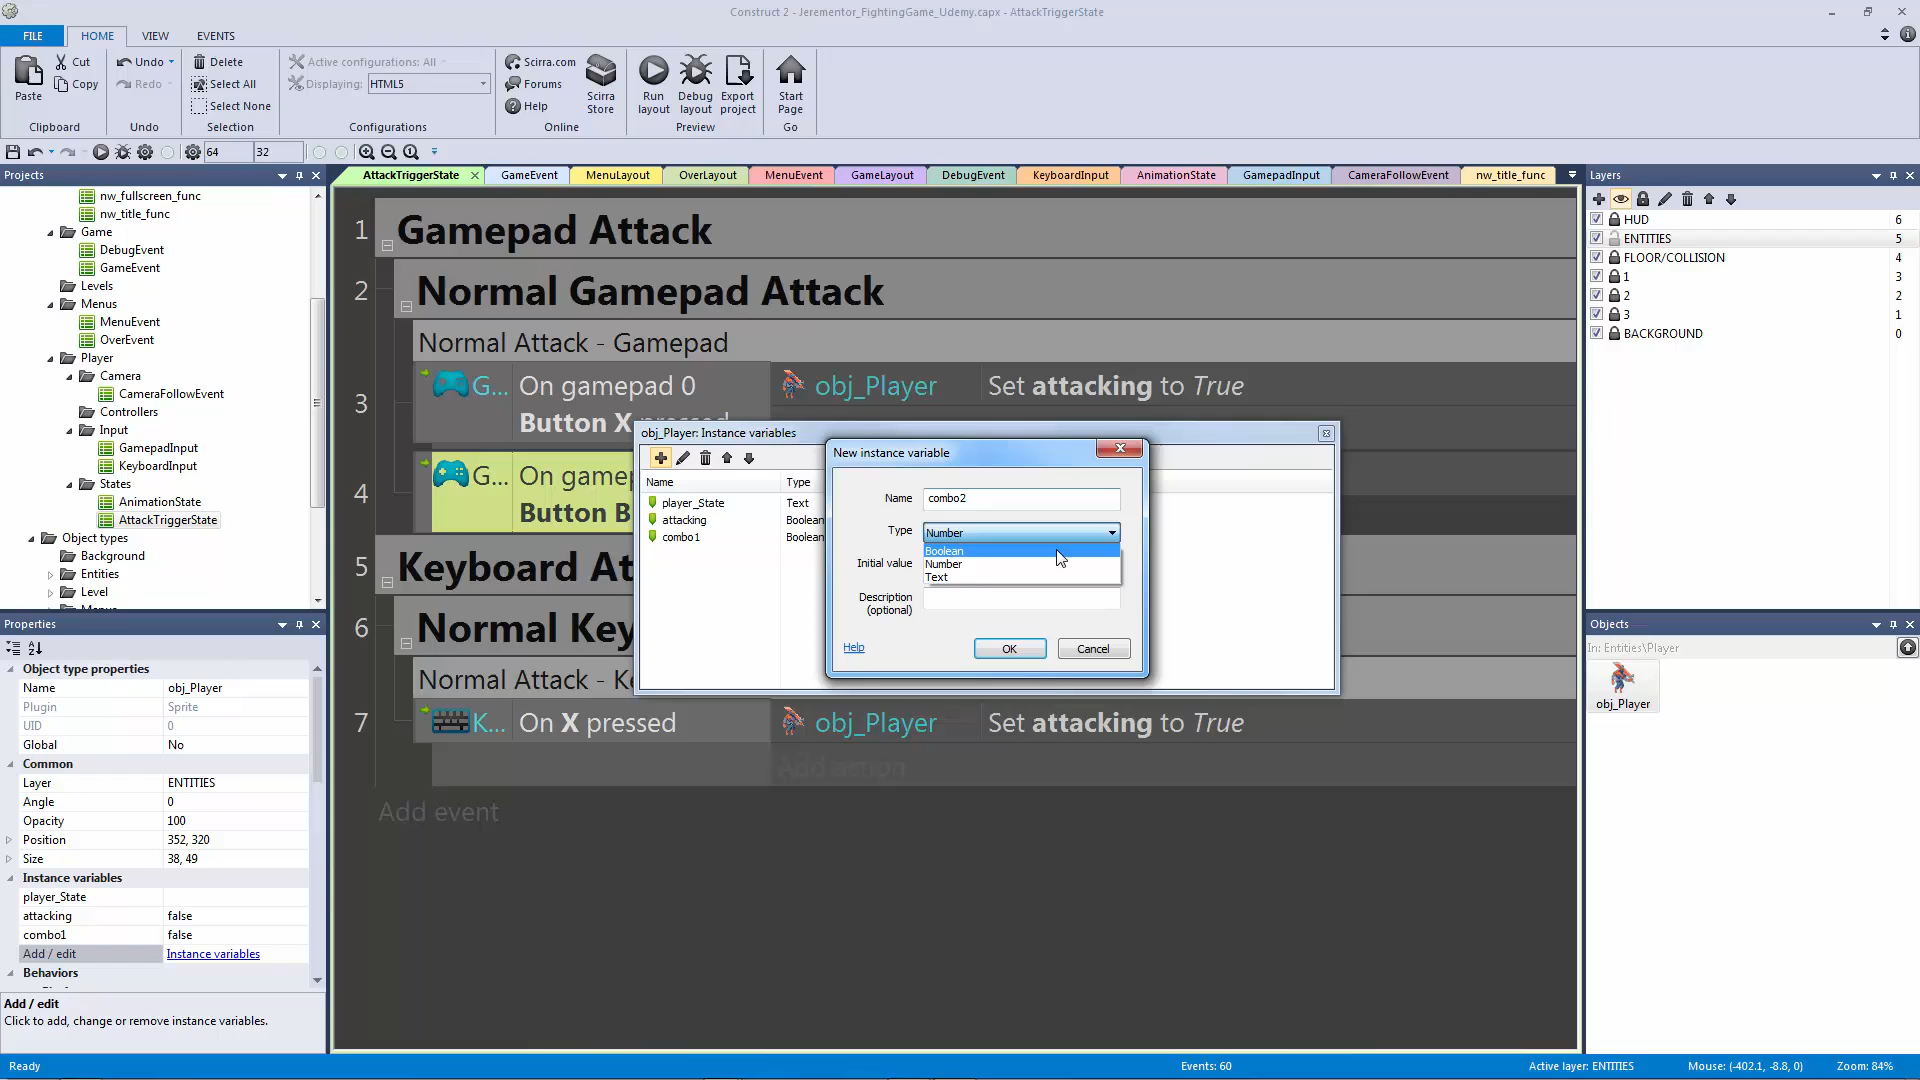 Construct 2 - Jerementor_FightingGame_Udemy.capx - AttackTriggerState
FILE HOME VIEW EVENTS
Paste
Cut
Copy
Clipboard
Undo
Redo
Undo
Delete
Select All
Select None
Selection
Active configurations: All
Displaying: HTML5
Configurations
Scirra.com
Forums
Help
Scirra Store
Online
Run layout
Debug layout
Export project
Preview
Start Page
Go
64 32
Projects
nw_fullscreen_func
nw_title_func
Game
DebugEvent
GameEvent
Levels
Menus
MenuEvent
OverEvent
Player
Camera
CameraFollowEvent
Controllers
Input
GamepadInput
KeyboardInput
States
AnimationState
AttackTriggerState
Object types
Background
Entities
Level
Properties
Object type properties
Name obj_Player
Plugin Sprite
UID 0
Global No
Common
Layer ENTITIES
Angle 0
Opacity 100
Position 352, 320
Size 38, 49
Instance variables
player_State
attacking false
combo1 false
Add / edit Instance variables
Behaviors
Add / edit
Click to add, change or remove instance variables.
AttackTriggerState GameEvent MenuLayout OverLayout MenuEvent GameLayout DebugEvent KeyboardInput AnimationState GamepadInput CameraFollowEvent nw_title_func
1 Gamepad Attack
2 Normal Gamepad Attack
Normal Attack - Gamepad
3 G... On gamepad 0 Button X pressed obj_Player Set attacking to True
4 G... On gamep
Button B
5 Keyboard At
6 Normal Key
Normal Attack - Ke
7 K... On X pressed obj_Player Set attacking to True
Add action
Add event
obj_Player: Instance variables
Name Type
player_State Text
attacking Boolean
combo1 Boolean
New instance variable
Name combo2
Type Number
Boolean
Number
Text
Initial value
Description (optional)
Help OK Cancel
Layers
HUD 6
ENTITIES 5
FLOOR/COLLISION 4
1 3
2 2
3 1
BACKGROUND 0
Objects
In: Entities\Player
obj_Player
Ready Events: 60 Active layer: ENTITIES Mouse: (-402.1, -8.8, 0) Zoom: 84%